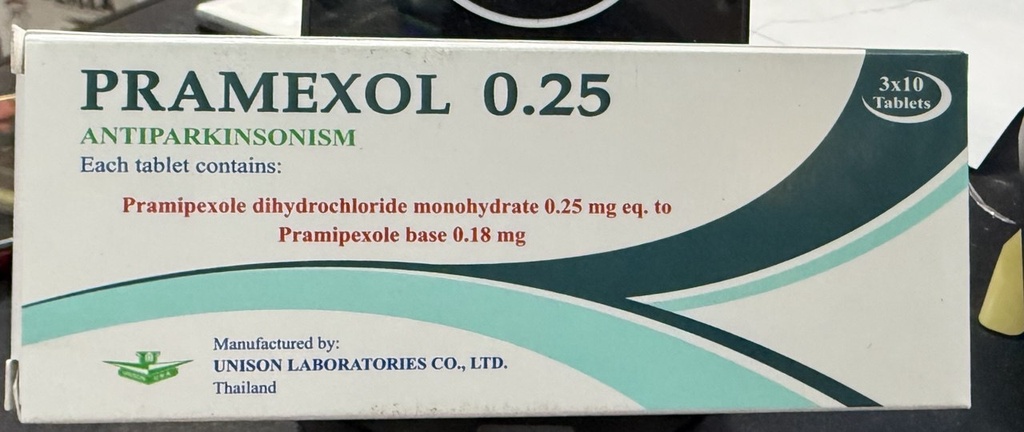 PRAMEXOL 0.25
3x10
Tablets
ANTIPARKINSONISM
Each tablet contains:
Pramipexole dihydrochloride monohydrate 0.25 mg eq. to
Pramipexole base 0.18 mg
Manufactured by:
UNISON LABORATORIES CO., LTD.
Thailand
UNISON